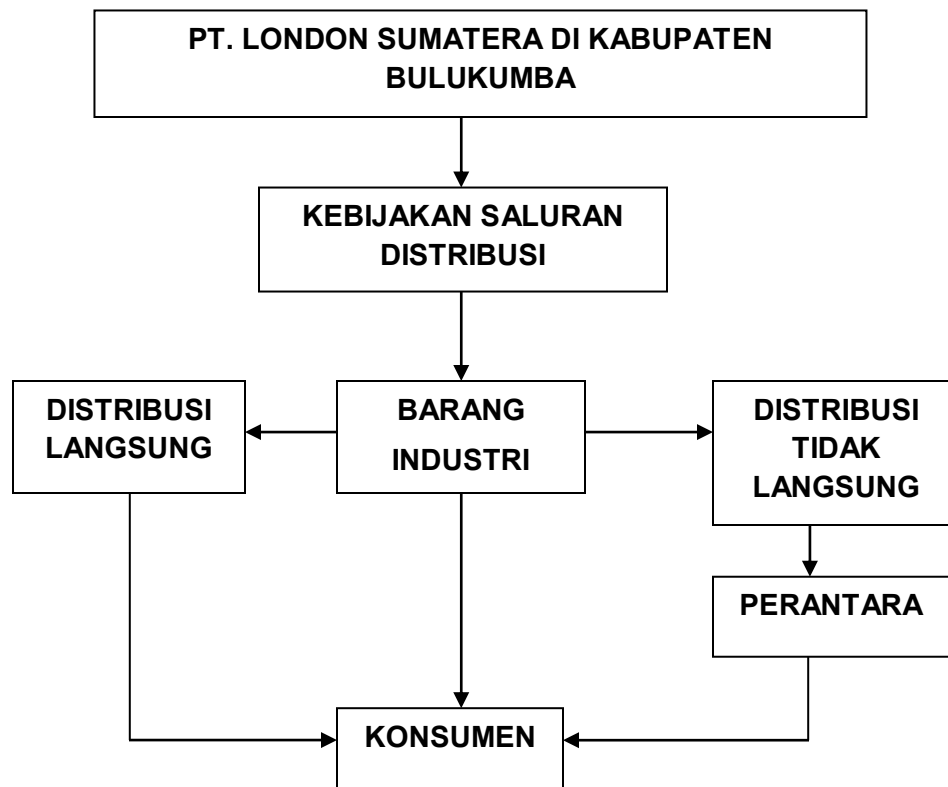 PT. LONDON SUMATERA DI KABUPATEN
BULUKUMBA
KEBIJAKAN SALURAN
DISTRIBUSI
DISTRIBUSI
LANGSUNG
BARANG
INDUSTRI
DISTRIBUSI
TIDAK
LANGSUNG
PERANTARA
KONSUMEN